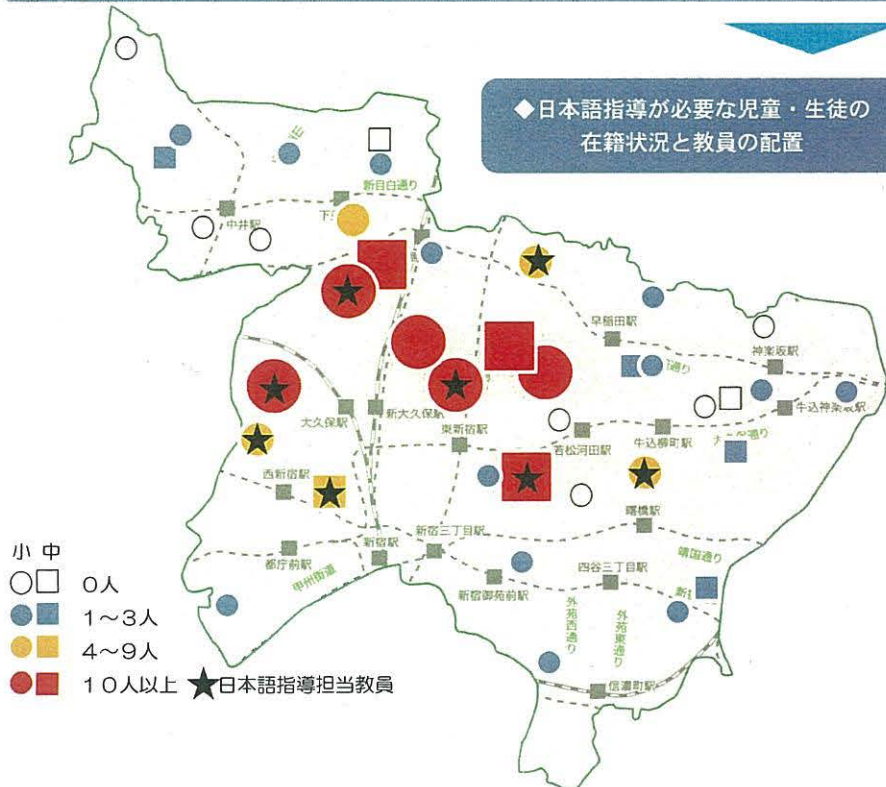 ◆日本語指導が必要な児童・生徒の
在籍状況と教員の配置
新目白通り
中井駅
早稲田駅
神楽坂駅
牛込神楽坂駅
大久保駅
新大久保駅
東新宿駅
若松河田駅
牛込柳町駅
西新宿駅
曙橋駅
新宿駅
新宿三丁目駅
靖国通り
都庁前駅
甲州街道
新宿御苑前駅
四谷三丁目駅
外苑西通り
外苑東通り
信濃町駅
小 中
0人
1～3人
4～9人
10人以上 ★日本語指導担当教員